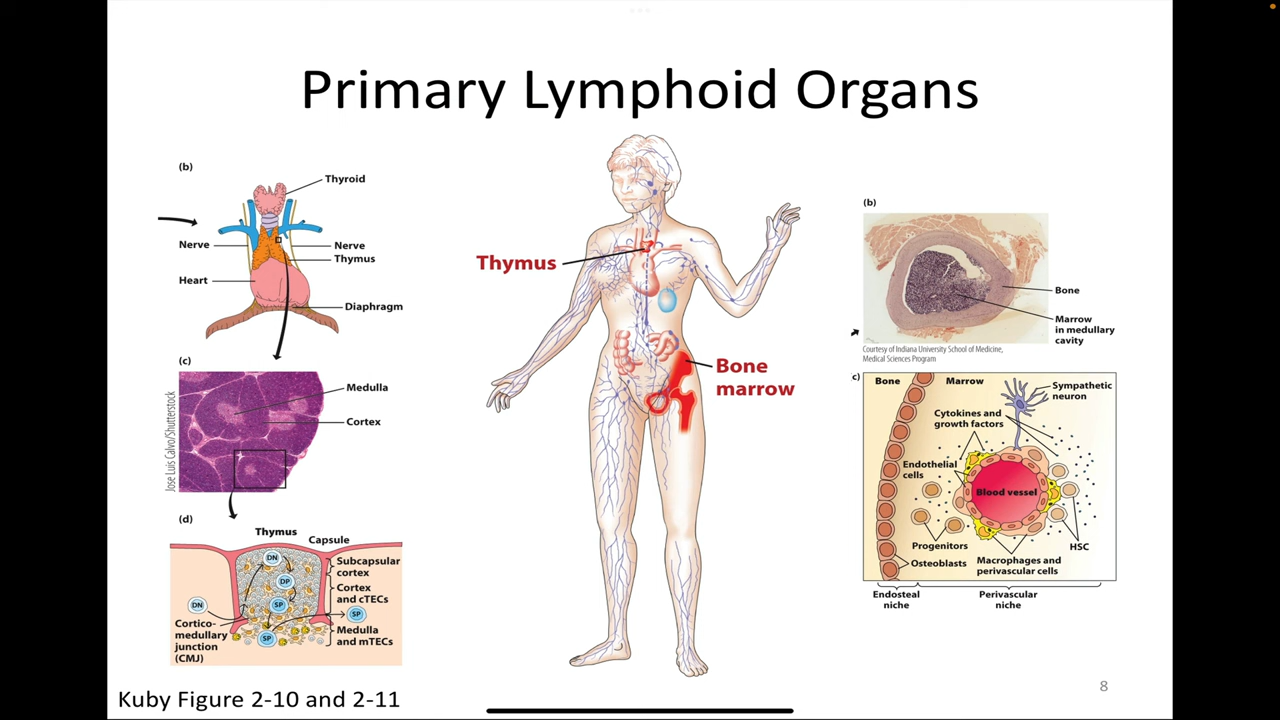 Primary Lymphoid Organs
(b)
Thyroid
Nerve
Nerve
Thymus
Heart
Diaphragm
(c)
Medulla
Cortex
Jose Luis Calvo/Shutterstock
(d)
Thymus
Capsule
DN
DP
SP
SP
DN
SP
Subcapsular
cortex
Cortex
and cTECs
Medulla
and mTECs
Cortico-
medullary
junction
(CMJ)
Thymus
Bone
marrow
(b)
Bone
Marrow
in medullary
cavity
Courtesy of Indiana University School of Medicine,
Medical Sciences Program
c)
Bone
Marrow
Sympathetic
neuron
Cytokines and
growth factors
Endothelial
cells
Blood vessel
Progenitors
HSC
Osteoblasts
Macrophages and
perivascular cells
Endosteal
niche
Perivascular
niche
Kuby Figure 2-10 and 2-11
8